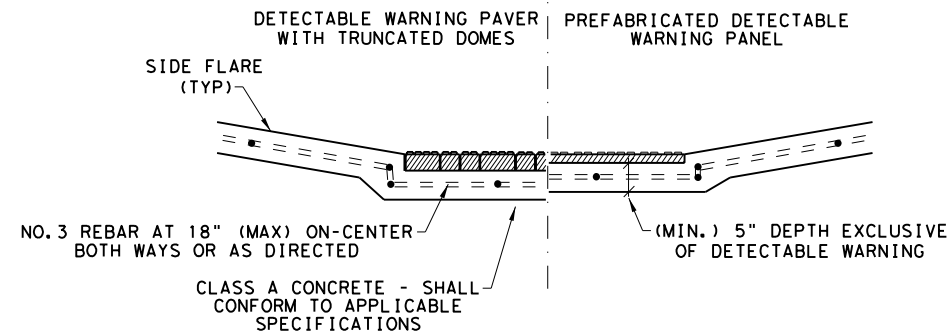 DETECTABLE WARNING PAVER
WITH TRUNCATED DOMES
PREFABRICATED DETECTABLE
WARNING PANEL
SIDE FLARE
(TYP)
NO.3 REBAR AT 18" (MAX) ON-CENTER
BOTH WAYS OR AS DIRECTED
(MIN.) 5" DEPTH EXCLUSIVE
OF DETECTABLE WARNING
CLASS A CONCRETE - SHALL
CONFORM TO APPLICABLE
SPECIFICATIONS